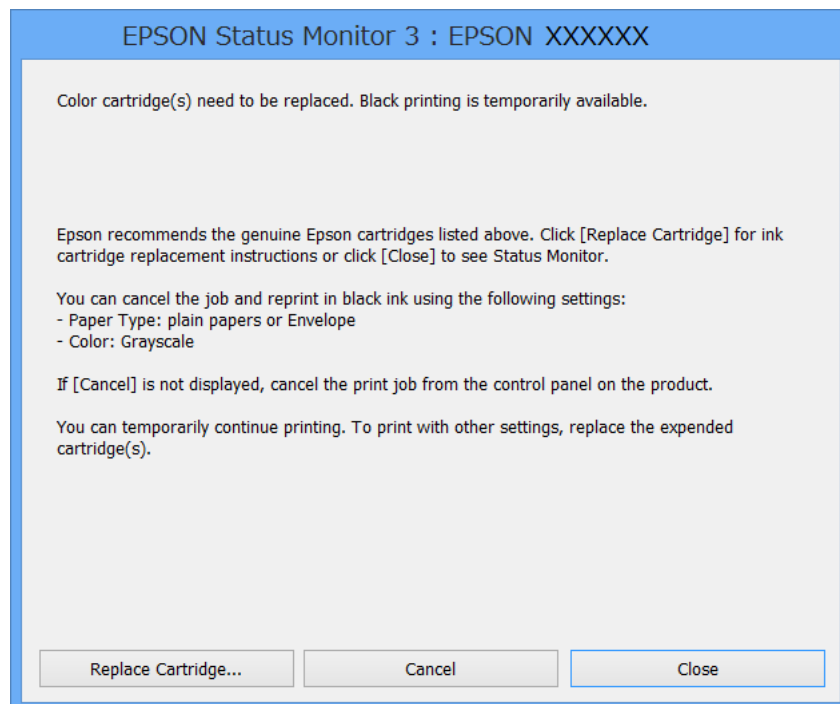 EPSON Status Monitor 3 : EPSON XXXXXX
Color cartridge(s) need to be replaced. Black printing is temporarily available.
Epson recommends the genuine Epson cartridges listed above. Click [Replace Cartridge] for ink
cartridge replacement instructions or click [Close] to see Status Monitor.
You can cancel the job and reprint in black ink using the following settings:
- Paper Type: plain papers or Envelope
- Color: Grayscale
If [Cancel] is not displayed, cancel the print job from the control panel on the product.
You can temporarily continue printing. To print with other settings, replace the expended
cartridge(s).
Replace Cartridge... Cancel Close